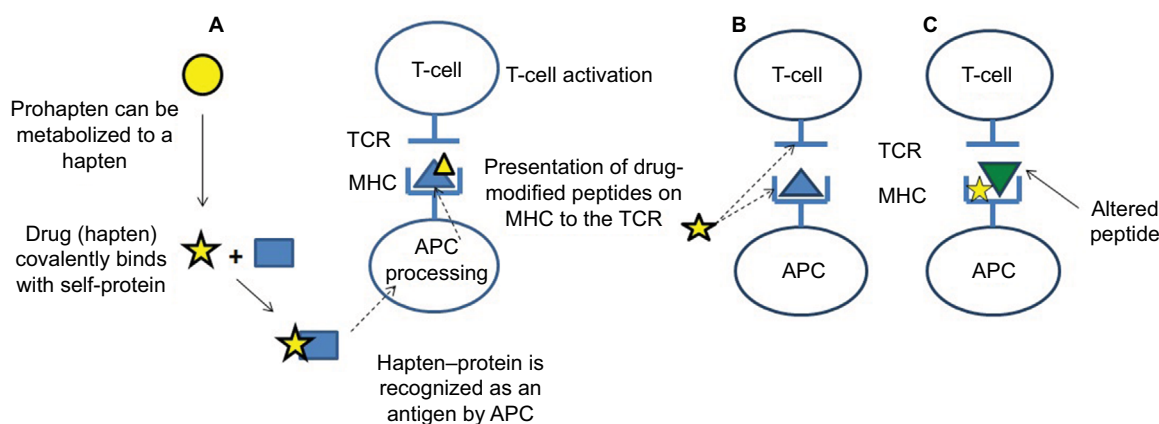 A
Prohapten can be
metabolized to a
hapten
Drug (hapten)
covalently binds
with self-protein
+
Hapten–protein is
recognized as an
antigen by APC
T-cell
T-cell activation
TCR
MHC
APC
processing
Presentation of drug-
modified peptides on
MHC to the TCR
B
T-cell
APC
C
T-cell
TCR
MHC
Altered
peptide
APC